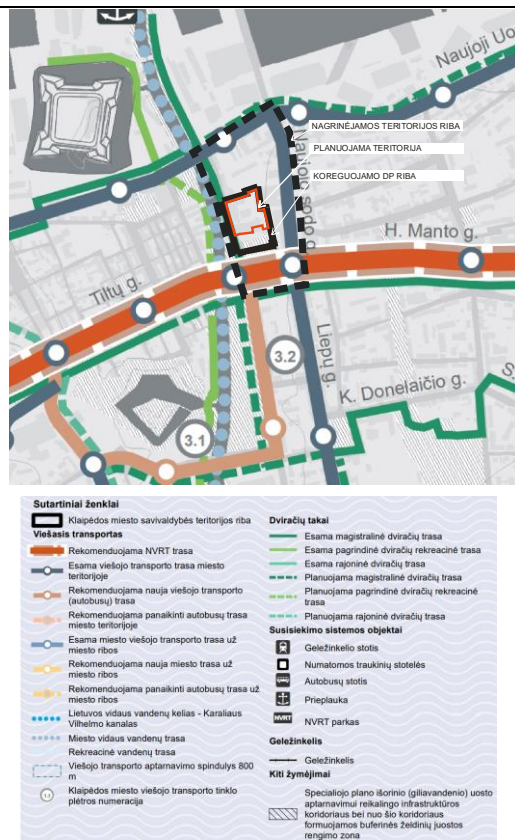 Naujoji Uo
NAGRINĖJAMOS TERITORIJOS RIBA
PLANUOJAMA TERITORIJA
KOREGUOJAMO DP RIBA
Naujojo sodo g.
H. Manto g.
Tiltų g.
Liepų g.
3.2
K. Donelaičio g.
3.1
S
Sutartiniai ženklai
Klaipėdos miesto savivaldybės teritorijos riba
Viešasis transportas
Rekomenduojama NVRT trasa
Esama viešojo transporto trasa miesto
teritorijoje
Rekomenduojama nauja viešojo transporto
(autobusų) trasa
Rekomenduojama panaikinti autobusų trasa
miesto teritorijoje
Esama miesto viešojo transporto trasa už
miesto ribos
Rekomenduojama nauja miesto trasa už
miesto ribos
Rekomenduojama panaikinti autobusų trasa už
miesto ribos
Lietuvos vidaus vandenų kelias - Karaliaus
Vilhelmo kanalas
Miesto vidaus vandenų trasa
Rekreacinė vandenų trasa
Viešojo transporto aptarnavimo spindulys 800
m
Klaipėdos miesto viešojo transporto tinklo
plėtros numeracija
Dviračių takai
Esama magistralinė dviračių trasa
Esama pagrindinė dviračių rekreacinė trasa
Esama rajoninė dviračių trasa
Planuojama magistralinė dviračių trasa
Planuojama pagrindinė dviračių rekreacinė
trasa
Planuojama rajoninė dviračių trasa
Susisiekimo sistemos objektai
Geležinkelio stotis
Numatomos traukinių stotelės
Autobusų stotis
Prieplauka
NVRT NVRT parkas
Geležinkelis
Geležinkelis
Kiti žymėjimai
Specialiojo plano išorinio (giliavandenio) uosto
aptarnavimui reikalingo infrastruktūros
koridoriaus bei nuo šio koridoriaus
formuojamos buferinės želdinių juostos
rengimo zona